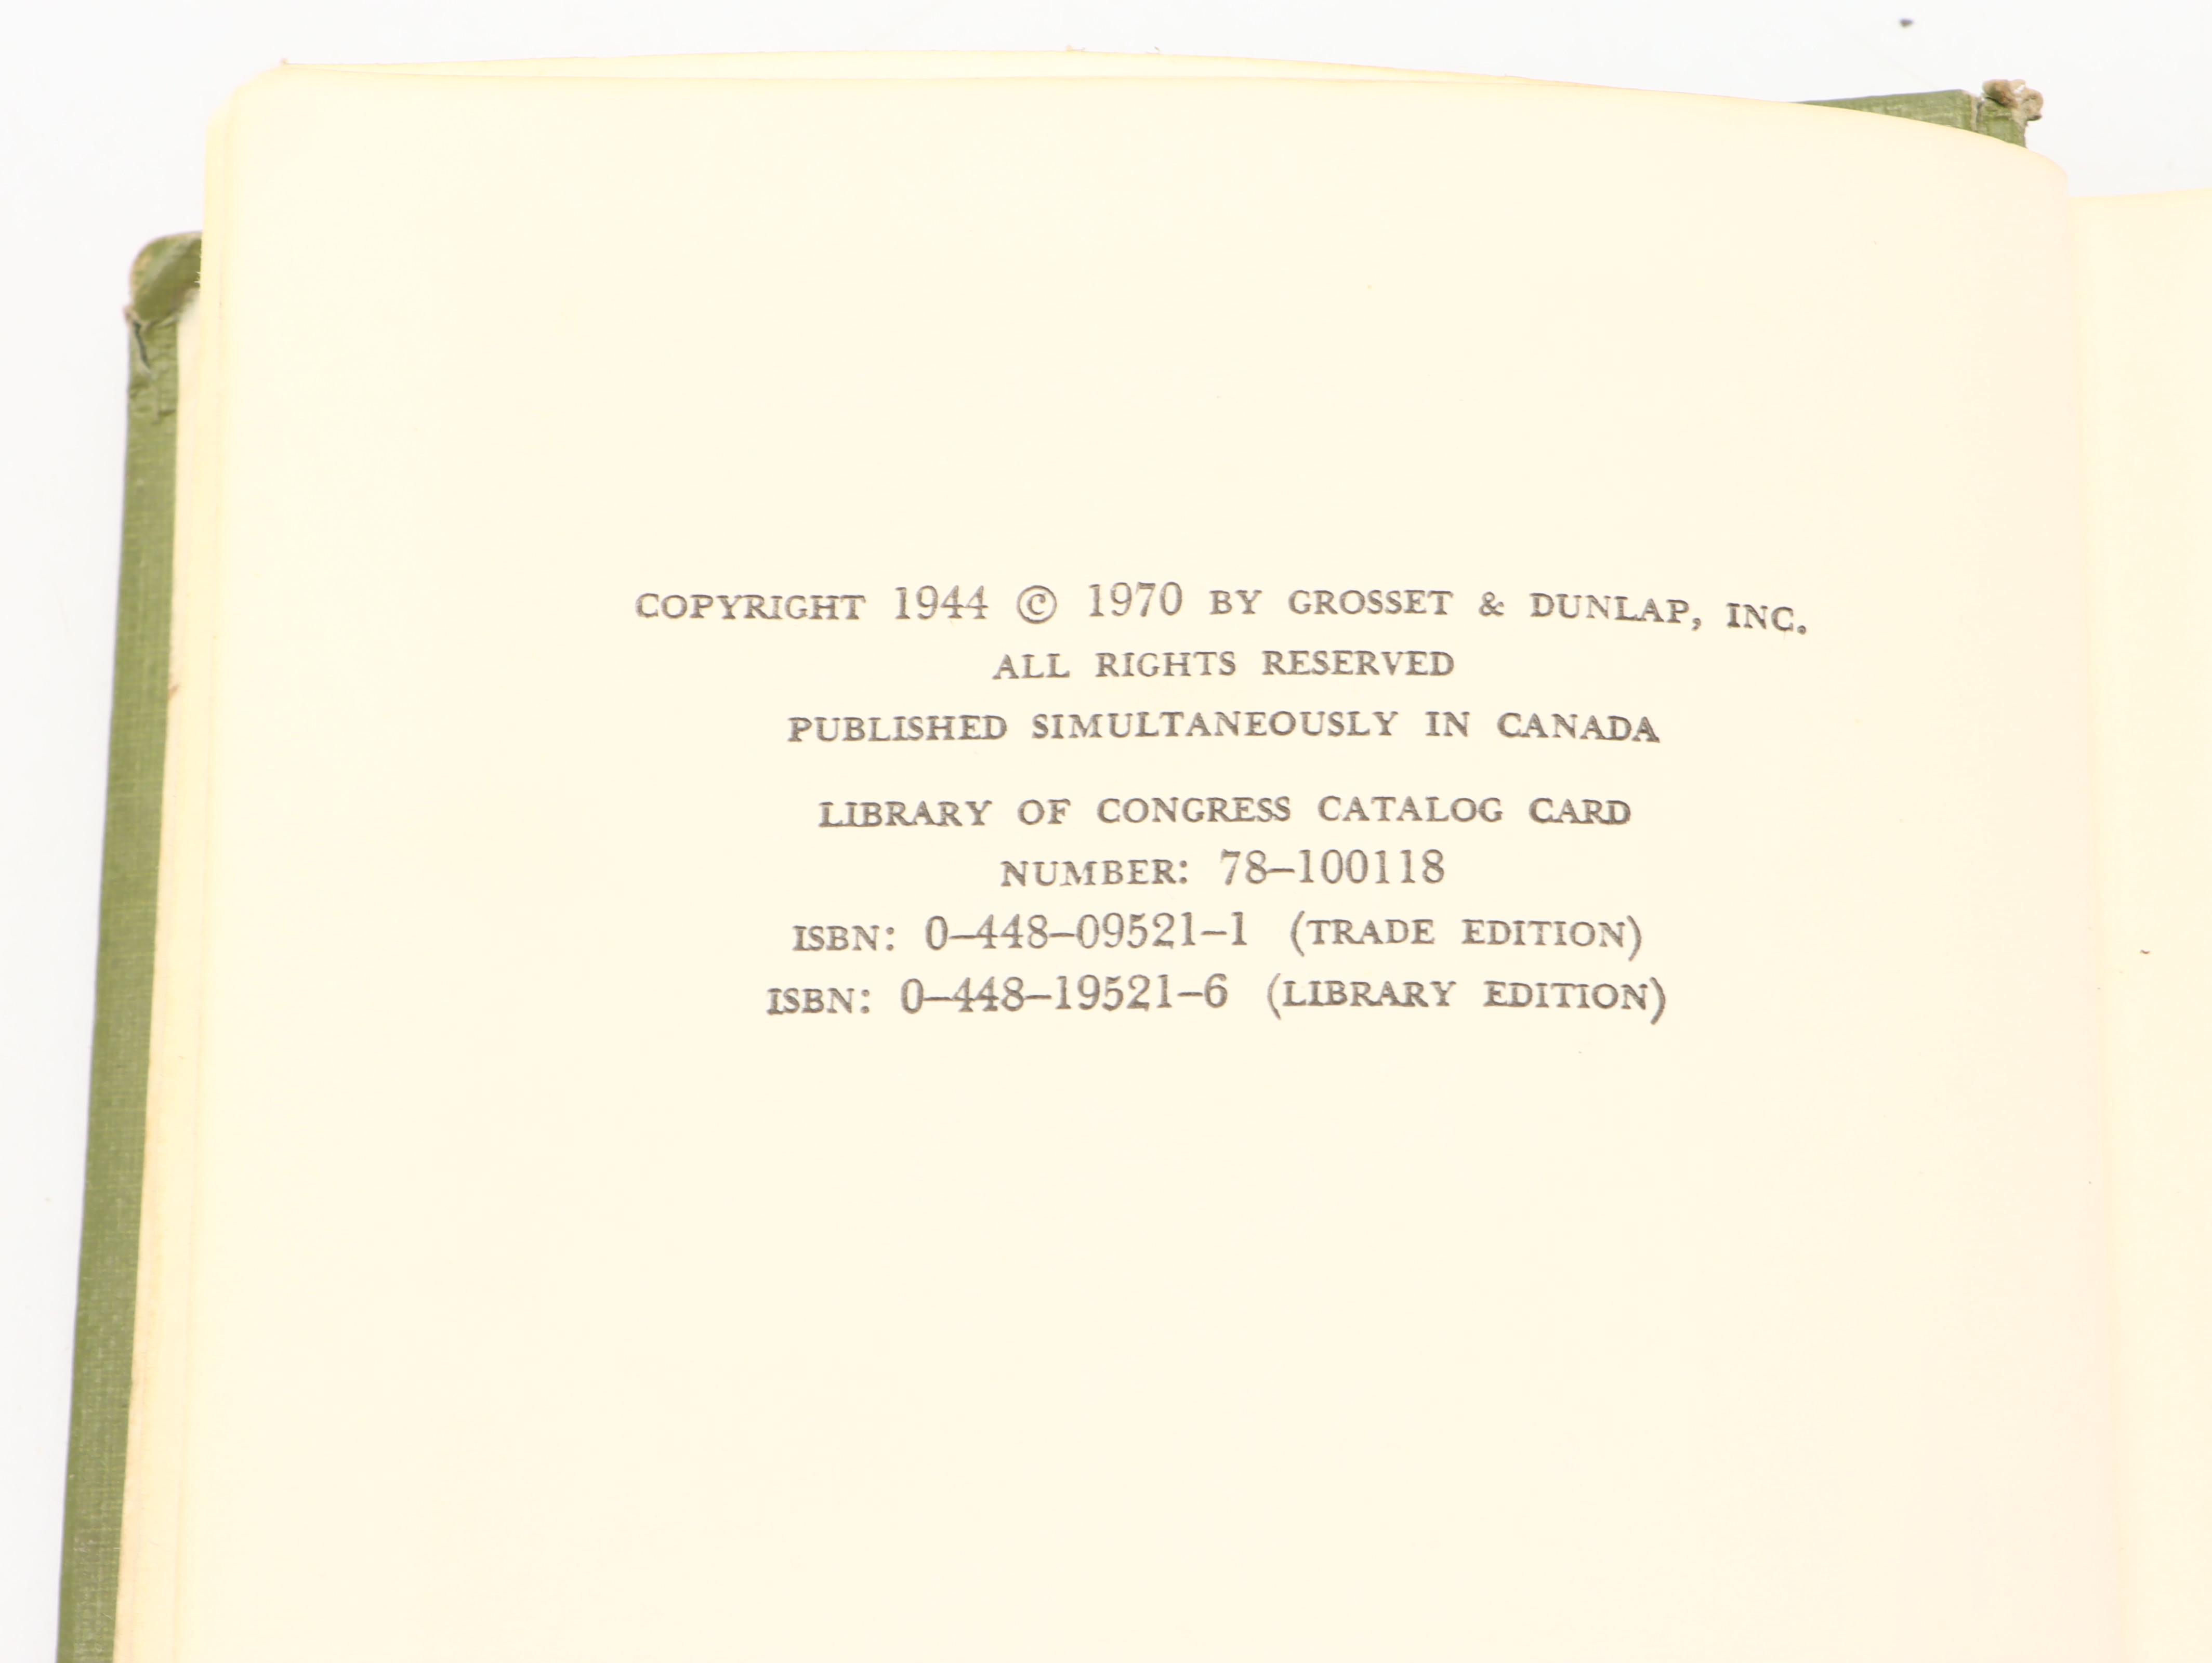 COPYRIGHT 1944 © 1970 BY GROSSET & DUNLAP, INC.
ALL RIGHTS RESERVED
PUBLISHED SIMULTANEOUSLY IN CANADA
LIBRARY OF CONGRESS CATALOG CARD
NUMBER: 78–100118
ISBN: 0–448–09521–1 (TRADE EDITION)
ISBN: 0–448–19521–6 (LIBRARY EDITION)